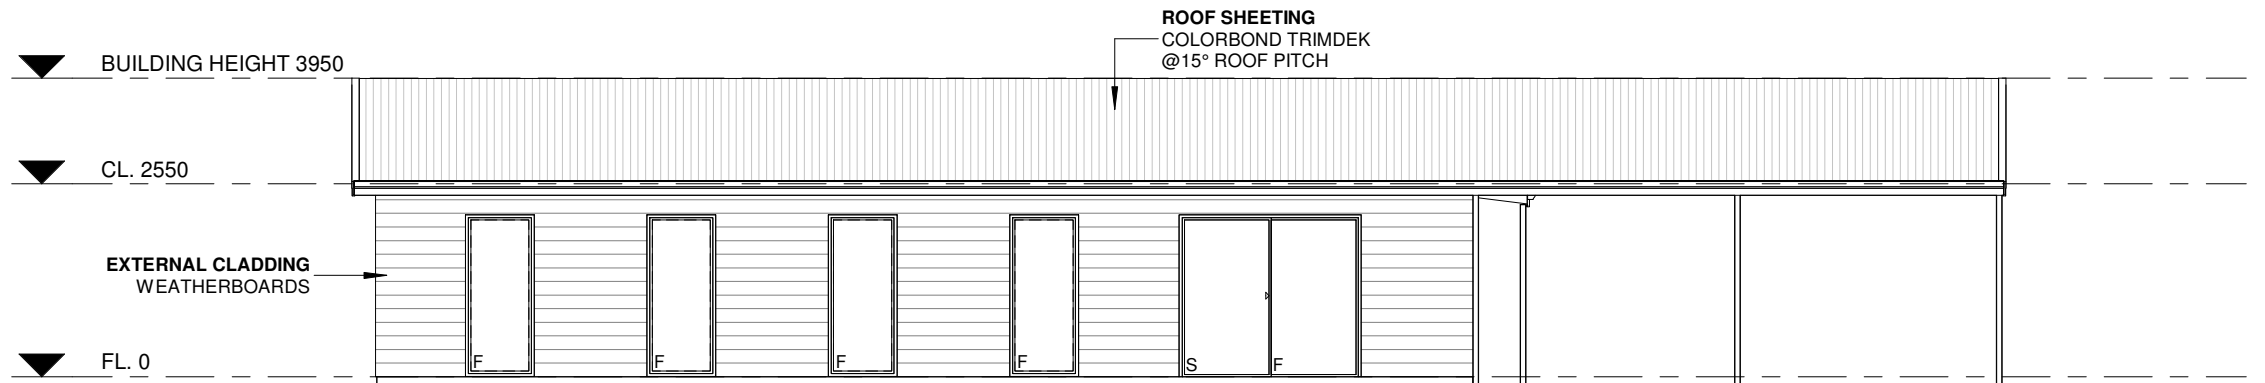 ROOF SHEETING
COLORBOND TRIMDEK
@15° ROOF PITCH
BUILDING HEIGHT 3950
CL. 2550
EXTERNAL CLADDING
WEATHERBOARDS
FL. 0
F
F
F
F
S
F